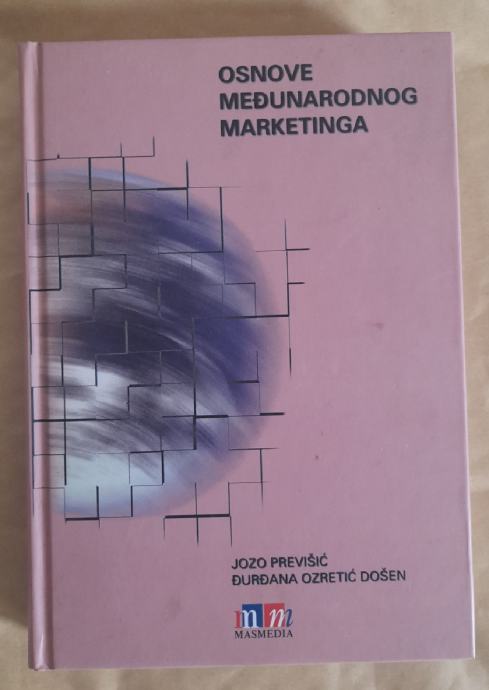 OSNOVE
MEĐUNARODNOG
MARKETINGA
JOZO PREVIŠIĆ
ĐURĐANA OZRETIĆ DOŠEN
mm
MASMEDIA